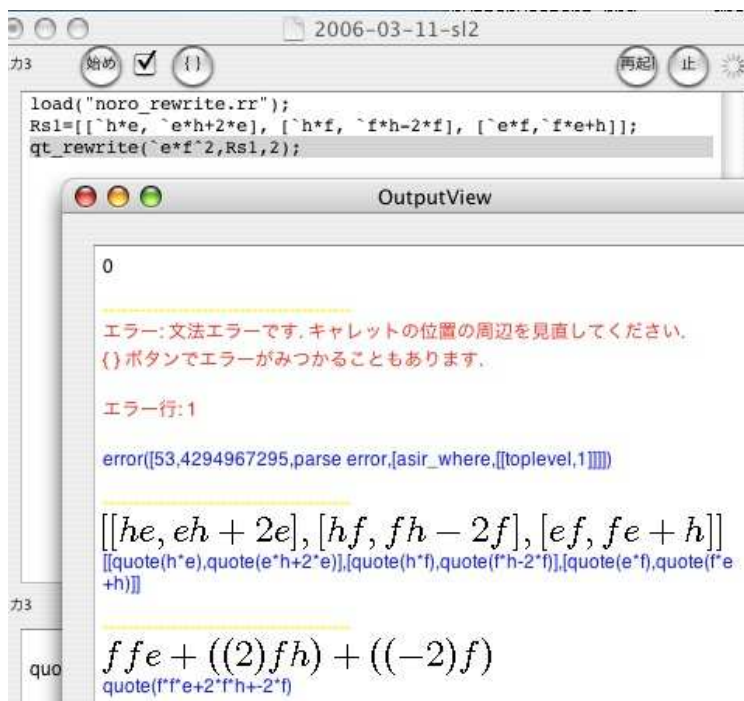 2006-03-11-sl2
力3
始め
{ }
再起
止
load("noro_rewrite.rr");
Rs1=[[`h*e, `e*h+2*e], [`h*f, `f*h-2*f], [`e*f,`f*e+h]];
qt_rewrite(`e*f^2,Rs1,2);
OutputView
0
エラー: 文法エラーです. キャレットの位置の周辺を見直してください.
{ } ボタンでエラーがみつかることもあります.
エラー行: 1
error([53,4294967295,parse error,[asir_where,[[toplevel,1]]]])
[[he, eh + 2e], [hf, fh − 2f], [ef, fe + h]]
[[quote(h*e),quote(e*h+2*e)],[quote(h*f),quote(f*h-2*f)],[quote(e*f),quote(f*e
+h)]]
力3
ffe + ((2)fh) + ((−2)f)
quo
quote(f*f*e+2*f*h+-2*f)